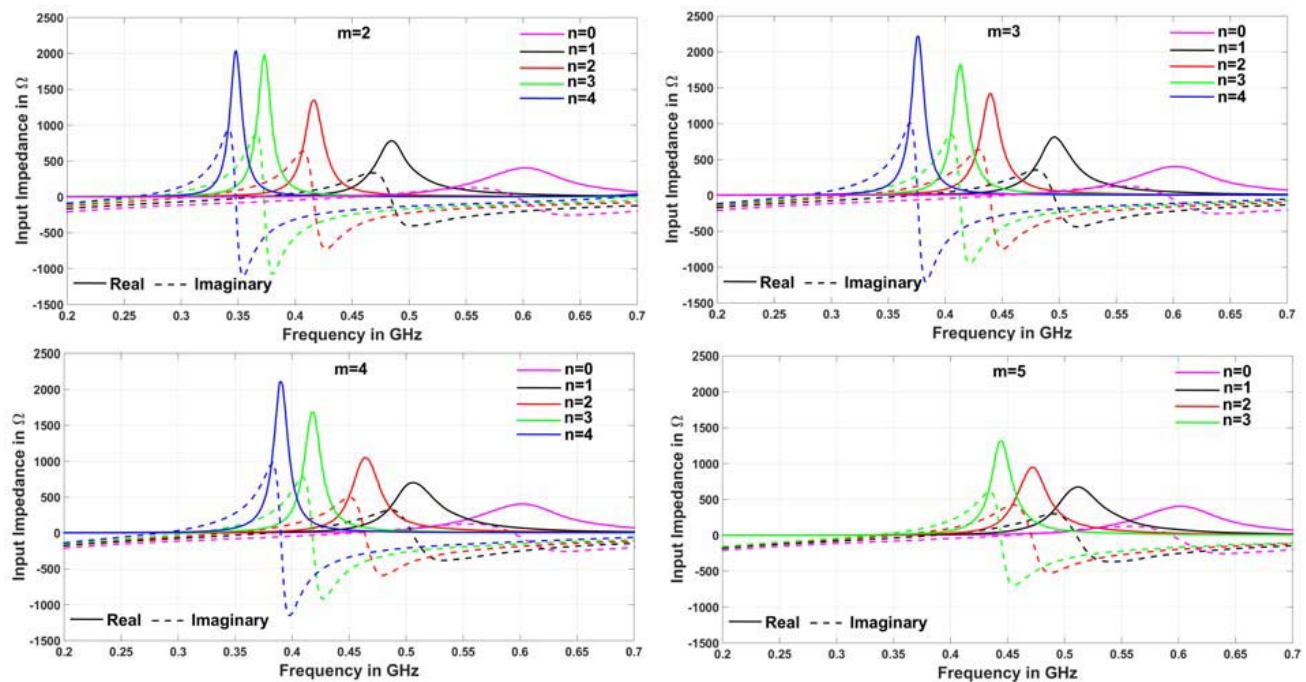 m=2
n=0
n=1
n=2
n=3
n=4
2500
2000
1500
1000
500
0
-500
-1000
-1500
Input Impedance in Ω
Real Imaginary
0.2 0.25 0.3 0.35 0.4 0.45 0.5 0.55 0.6 0.65 0.7
Frequency in GHz
m=3
n=0
n=1
n=2
n=3
n=4
2500
2000
1500
1000
500
0
-500
-1000
-1500
Input Impedance in Ω
Real Imaginary
0.2 0.25 0.3 0.35 0.4 0.45 0.5 0.55 0.6 0.65 0.7
Frequency in GHz
m=4
n=0
n=1
n=2
n=3
n=4
2500
2000
1500
1000
500
0
-500
-1000
-1500
Input Impedance in Ω
Real Imaginary
0.2 0.25 0.3 0.35 0.4 0.45 0.5 0.55 0.6 0.65 0.7
Frequency in GHz
m=5
n=0
n=1
n=2
n=3
2500
2000
1500
1000
500
0
-500
-1000
-1500
Input Impedance in Ω
Real Imaginary
0.2 0.25 0.3 0.35 0.4 0.45 0.5 0.55 0.6 0.65 0.7
Frequency in GHz